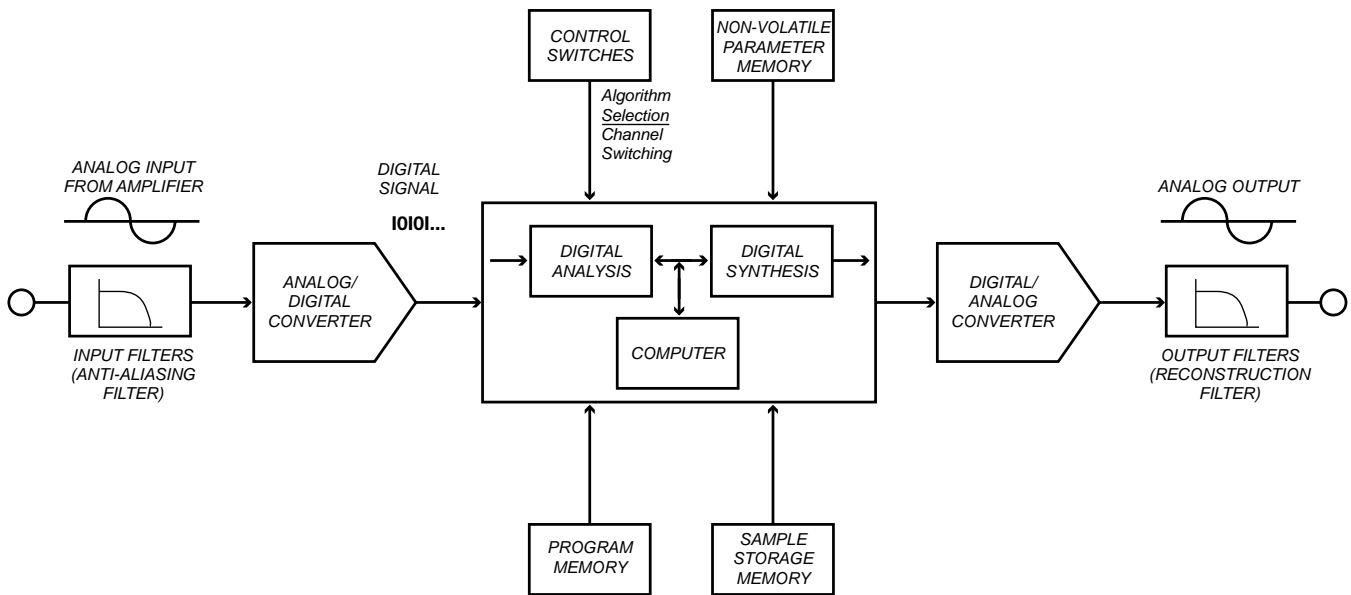 CONTROL
SWITCHES
NON-VOLATILE
PARAMETER
MEMORY
Algorithm
Selection
Channel
Switching
ANALOG INPUT
FROM AMPLIFIER
DIGITAL
SIGNAL
I0I0I...
ANALOG OUTPUT
ANALOG/
DIGITAL
CONVERTER
DIGITAL
ANALYSIS
DIGITAL
SYNTHESIS
COMPUTER
DIGITAL/
ANALOG
CONVERTER
INPUT FILTERS
(ANTI-ALIASING
FILTER)
OUTPUT FILTERS
(RECONSTRUCTION
FILTER)
PROGRAM
MEMORY
SAMPLE
STORAGE
MEMORY